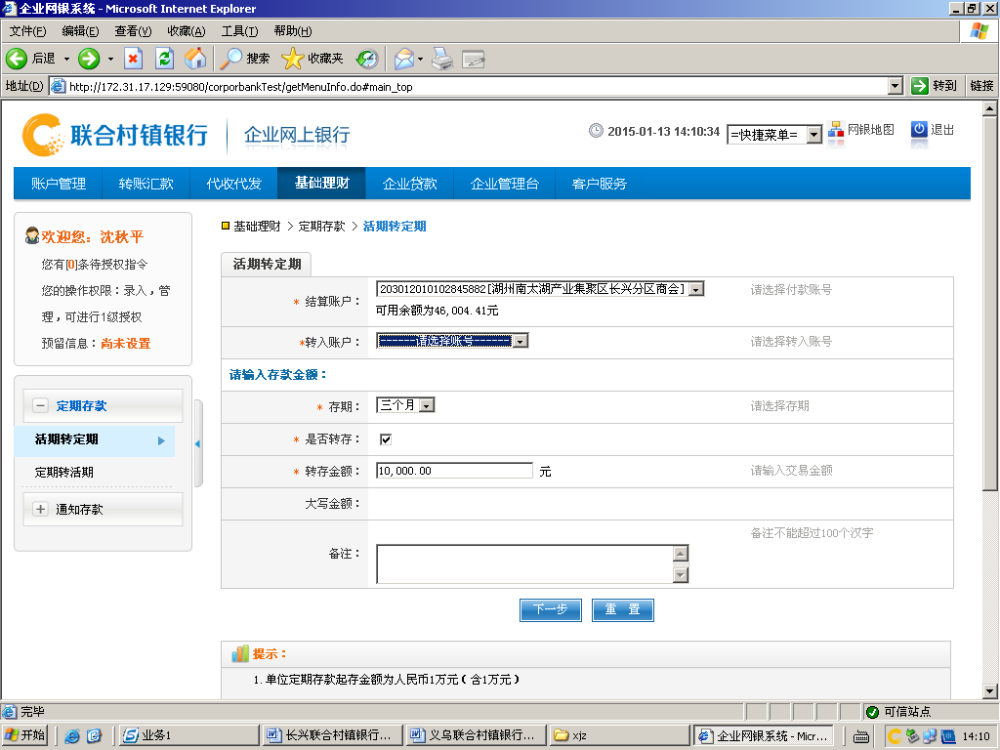 企业网银系统 - Microsoft Internet Explorer
文件(F) 编辑(E) 查看(V) 收藏(A) 工具(T) 帮助(H)
后退 搜索 收藏夹
地址(D) http://172.31.17.129:59080/corporbankTest/getMenuInfo.do#main_top 转到 链接
联合村镇银行 企业网上银行 2015-01-13 14:10:34 =快捷菜单= 网银地图 退出
账户管理 转账汇款 代收代发 基础理财 企业贷款 企业管理台 客户服务
欢迎您：沈秋平
您有[0]条待授权指令
您的操作权限：录入，管
理，可进行1级授权
预留信息：尚未设置
定期存款
活期转定期
定期转活期
通知存款
基础理财 > 定期存款 > 活期转定期
活期转定期
* 结算账户： 203012010102845882[湖州南太湖产业集聚区长兴分区商会] 请选择付款账号
可用余额为46,004.41元
*转入账户： ------请选择账号------ 请选择转入账号
请输入存款金额：
* 存期： 三个月 请选择存期
* 是否转存：
* 转存金额： 10,000.00 元 请输入交易金额
大写金额：
备注不能超过100个汉字
备注：
下一步 重 置
提示：
1. 单位定期存款起存金额为人民币1万元（含1万元）
完毕 可信站点
开始 业务1 长兴联合村镇银行... 义乌联合村镇银行... xjz 企业网银系统 - Micr... 14:10